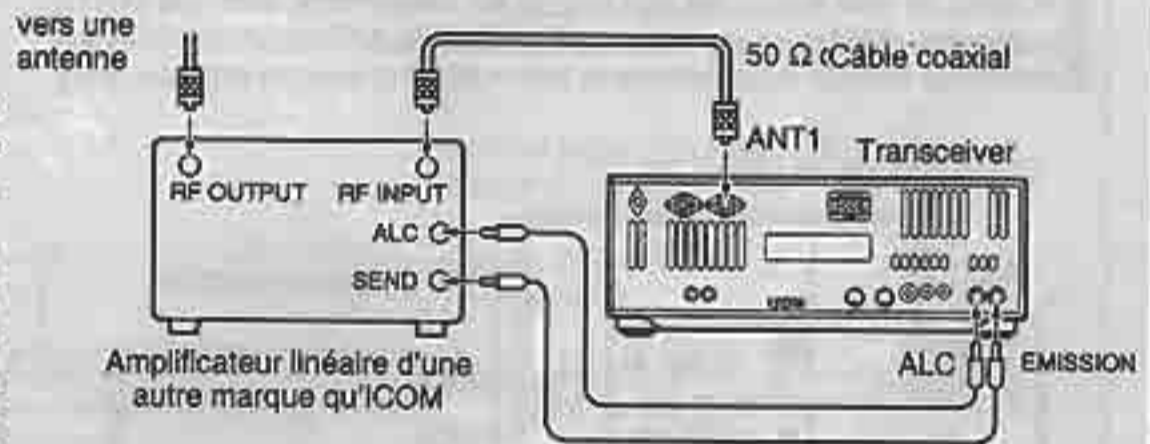 vers une
antenne
50 Ω (Câble coaxial
ANT1
Transceiver
RF OUTPUT
RF INPUT
ALC
SEND
Amplificateur linéaire d'une
autre marque qu'ICOM
ALC
EMISSION